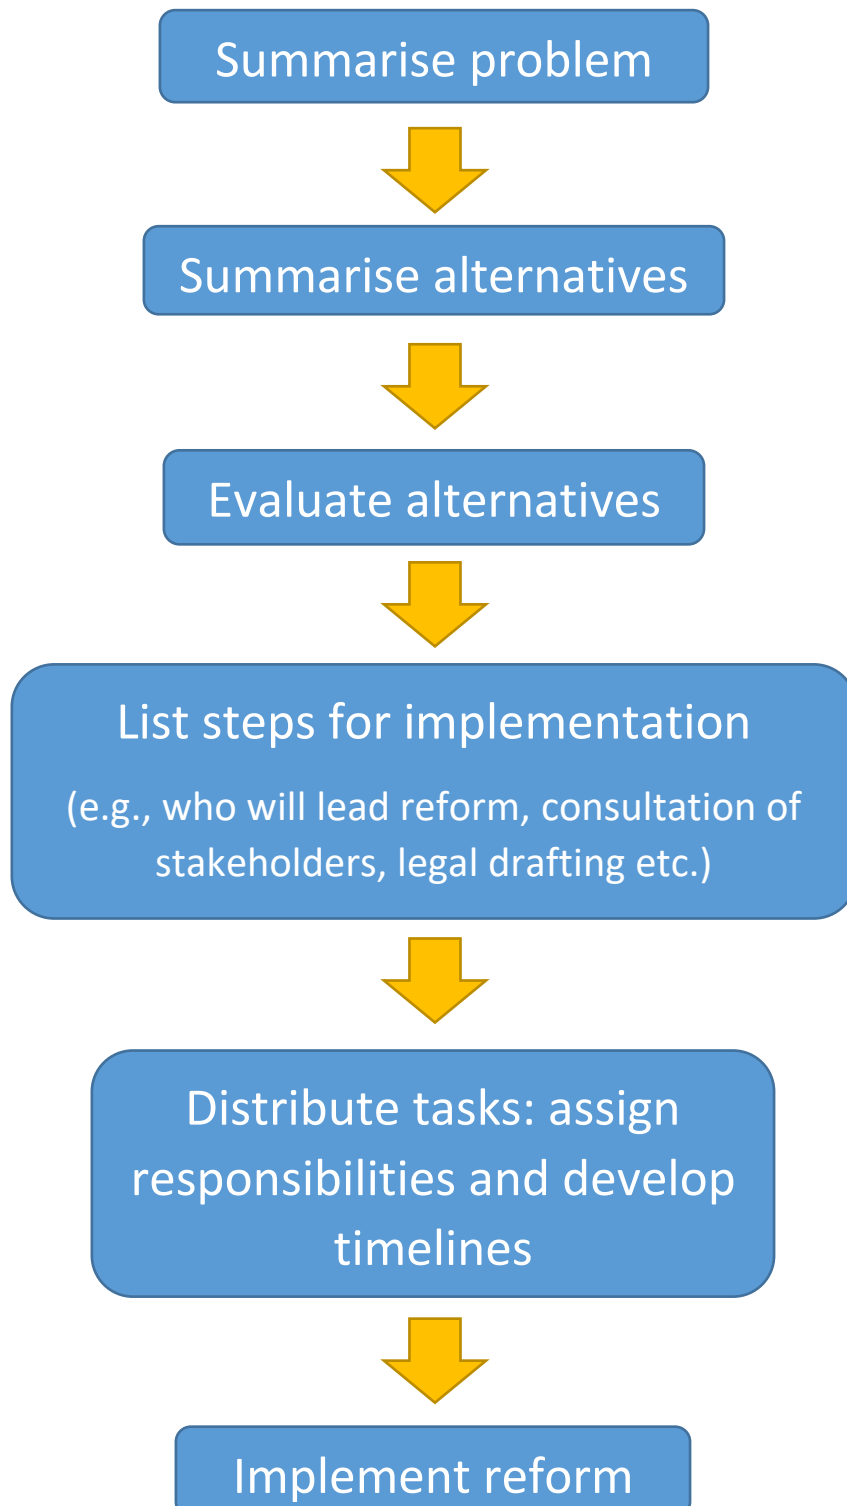 Summarise problem
Summarise alternatives
Evaluate alternatives
List steps for implementation
(e.g., who will lead reform, consultation of
stakeholders, legal drafting etc.)
Distribute tasks: assign
responsibilities and develop
timelines
Implement reform